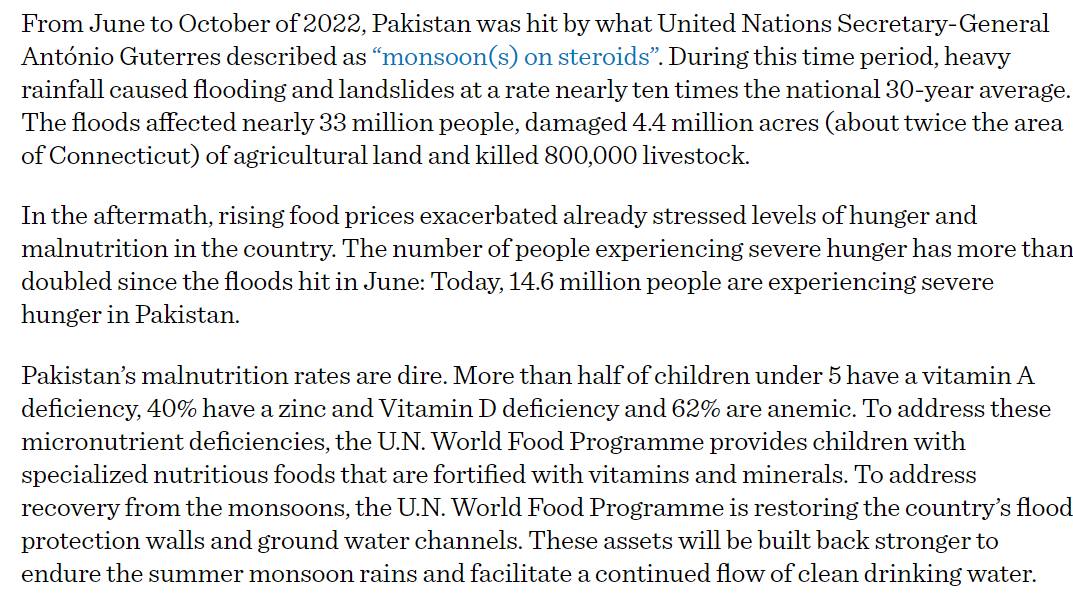 From June to October of 2022, Pakistan was hit by what United Nations Secretary-General
António Guterres described as “monsoon(s) on steroids”. During this time period, heavy
rainfall caused flooding and landslides at a rate nearly ten times the national 30-year average.
The floods affected nearly 33 million people, damaged 4.4 million acres (about twice the area
of Connecticut) of agricultural land and killed 800,000 livestock.
In the aftermath, rising food prices exacerbated already stressed levels of hunger and
malnutrition in the country. The number of people experiencing severe hunger has more than
doubled since the floods hit in June: Today, 14.6 million people are experiencing severe
hunger in Pakistan.
Pakistan’s malnutrition rates are dire. More than half of children under 5 have a vitamin A
deficiency, 40% have a zinc and Vitamin D deficiency and 62% are anemic. To address these
micronutrient deficiencies, the U.N. World Food Programme provides children with
specialized nutritious foods that are fortified with vitamins and minerals. To address
recovery from the monsoons, the U.N. World Food Programme is restoring the country’s flood
protection walls and ground water channels. These assets will be built back stronger to
endure the summer monsoon rains and facilitate a continued flow of clean drinking water.